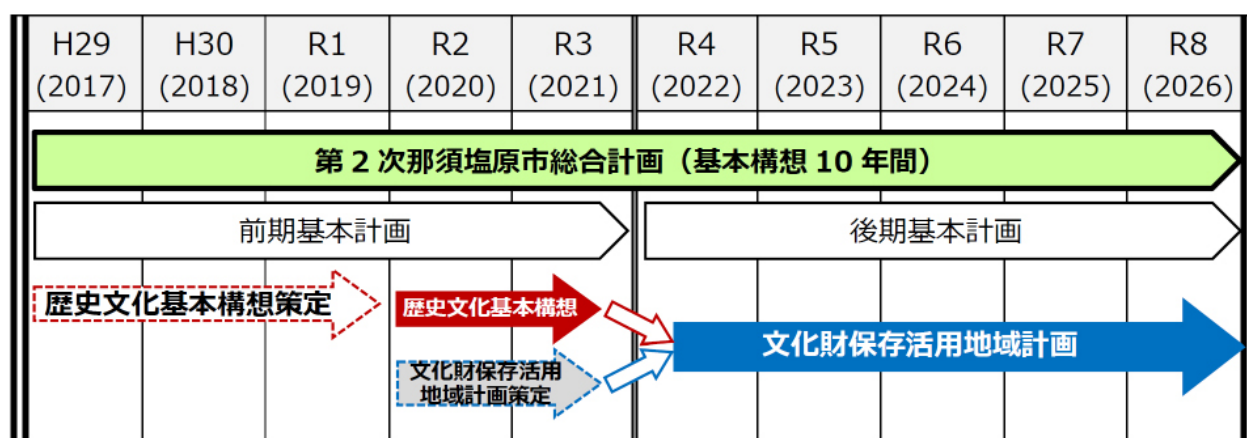 H29 H30 R1 R2 R3 R4 R5 R6 R7 R8
(2017) (2018) (2019) (2020) (2021) (2022) (2023) (2024) (2025) (2026)
第2次那須塩原市総合計画（基本構想10年間）
前期基本計画 後期基本計画
歴史文化基本構想策定 歴史文化基本構想
文化財保存活用地域計画
文化財保存活用
地域計画策定